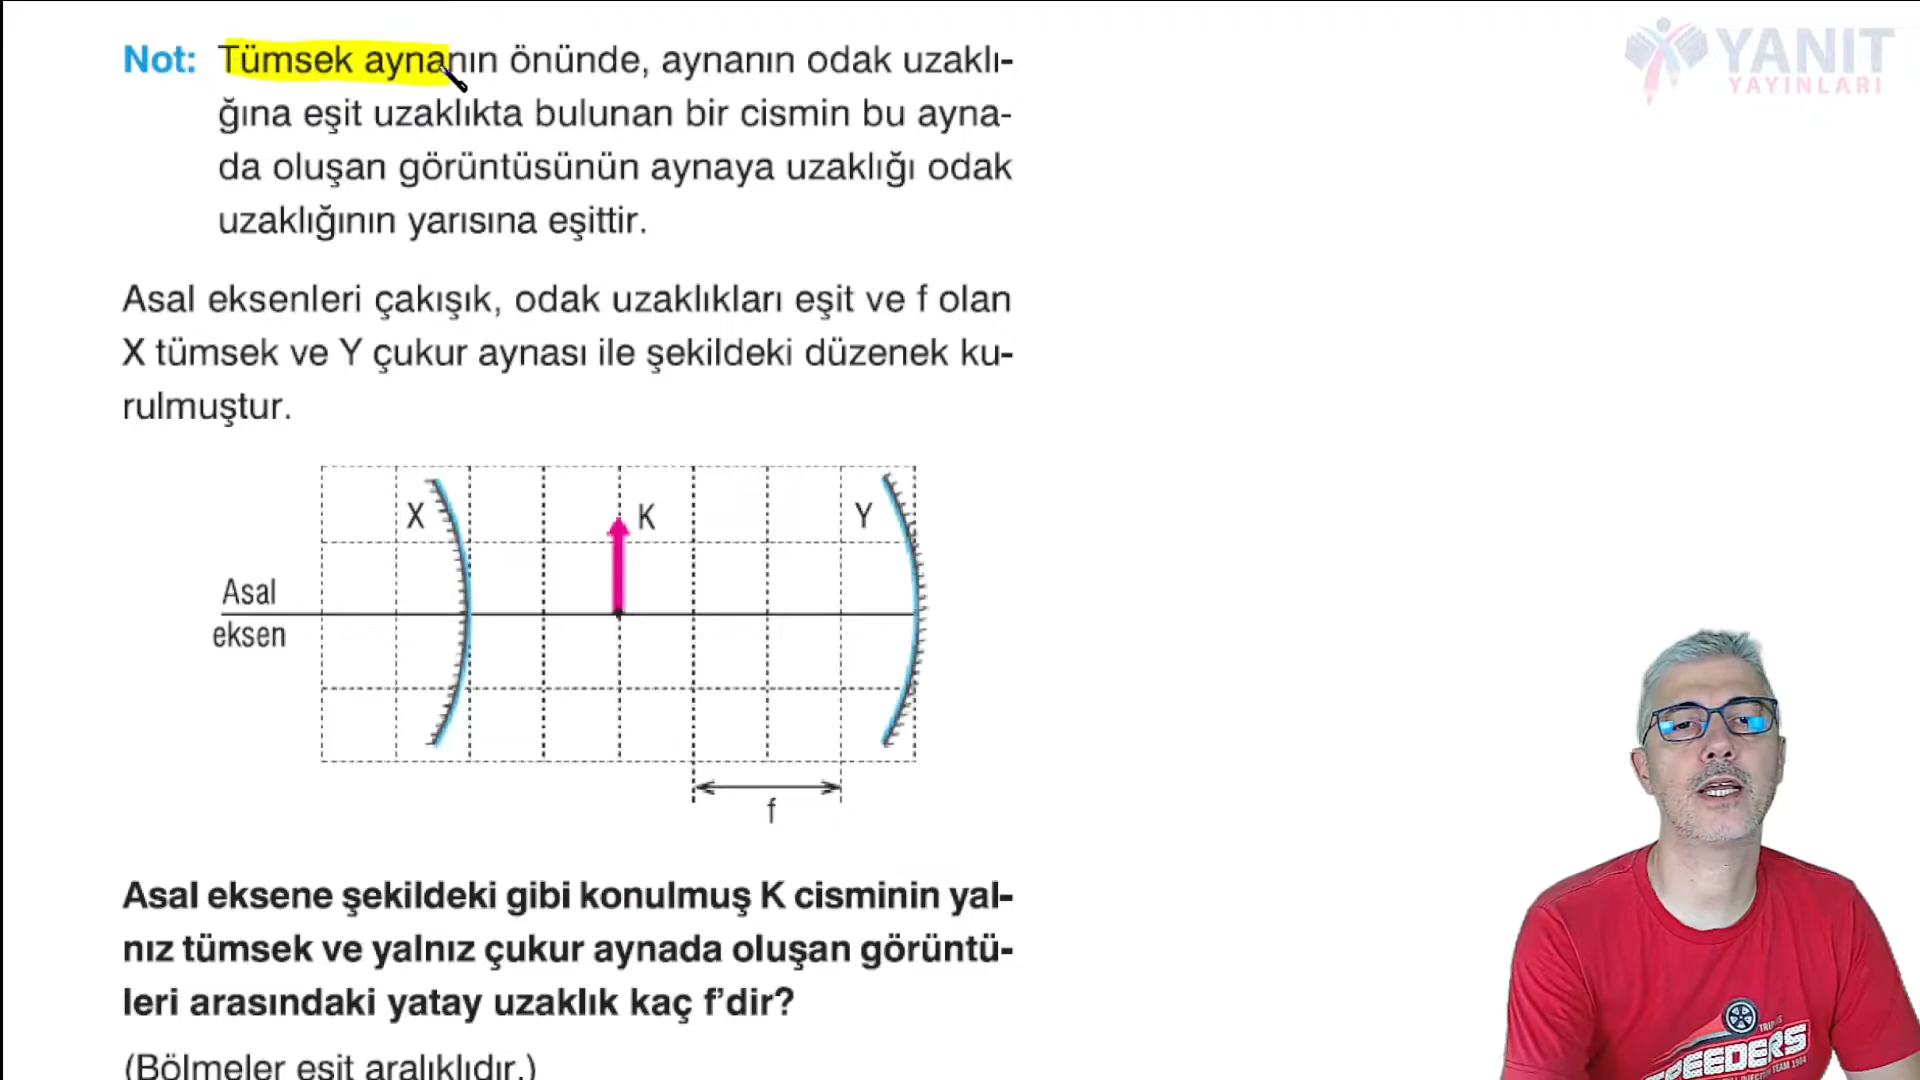 Not: Tümsek aynanın önünde, aynanın odak uzaklı-
ğına eşit uzaklıkta bulunan bir cismin bu ayna-
da oluşan görüntüsünün aynaya uzaklığı odak
uzaklığının yarısına eşittir.
YANIT
YAYINLARI
Asal eksenleri çakışık, odak uzaklıkları eşit ve f olan
X tümsek ve Y çukur aynası ile şekildeki düzenek ku-
rulmuştur.
X
K
Y
Asal
eksen
f
Asal eksene şekildeki gibi konulmuş K cisminin yal-
nız tümsek ve yalnız çukur aynada oluşan görüntü-
leri arasındaki yatay uzaklık kaç f'dir?
(Bölmeler eşit aralıklıdır.)